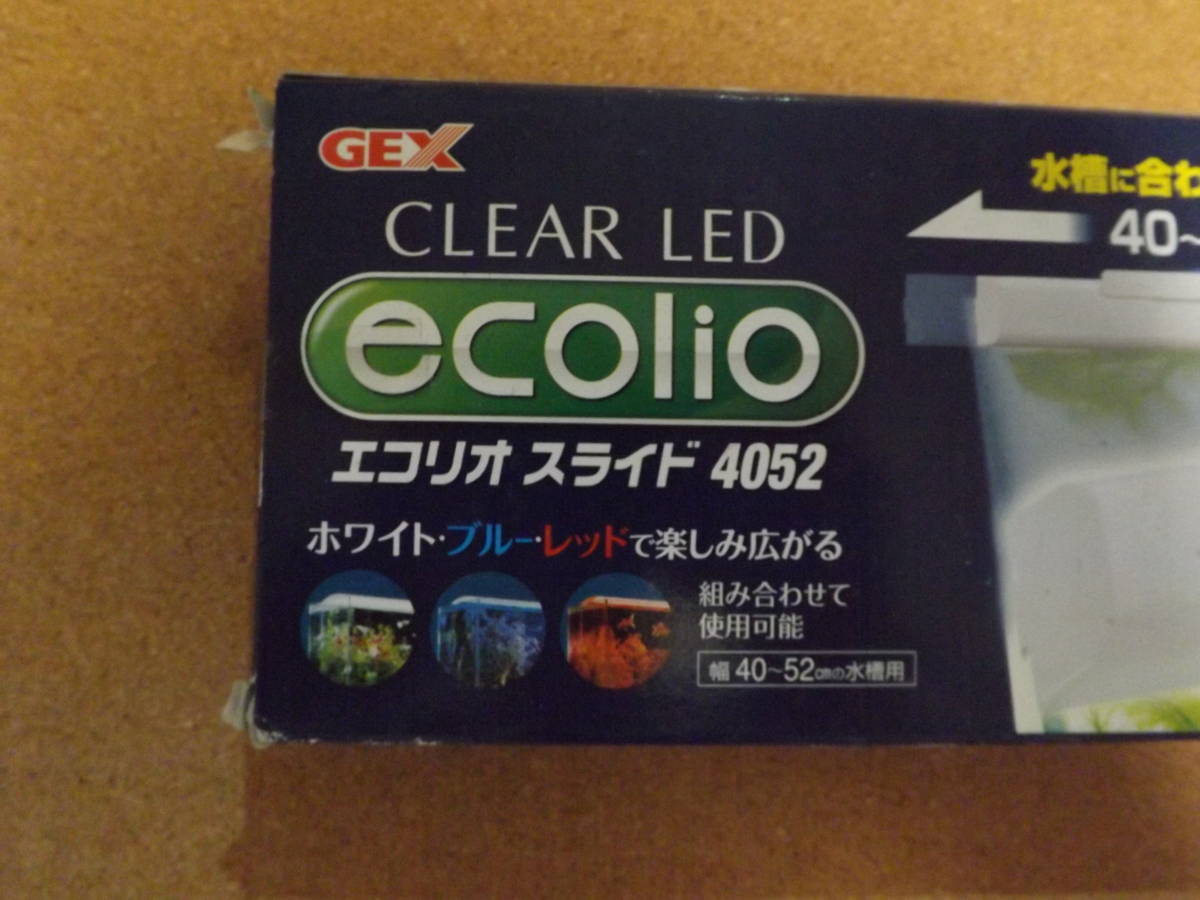 GEX
CLEAR LED
ecolio
エコリオ スライド 4052
ホワイト・ブルー・レッドで楽しみ広がる
組み合わせて
使用可能
幅 40～52cmの水槽用
水槽に合わ
40～